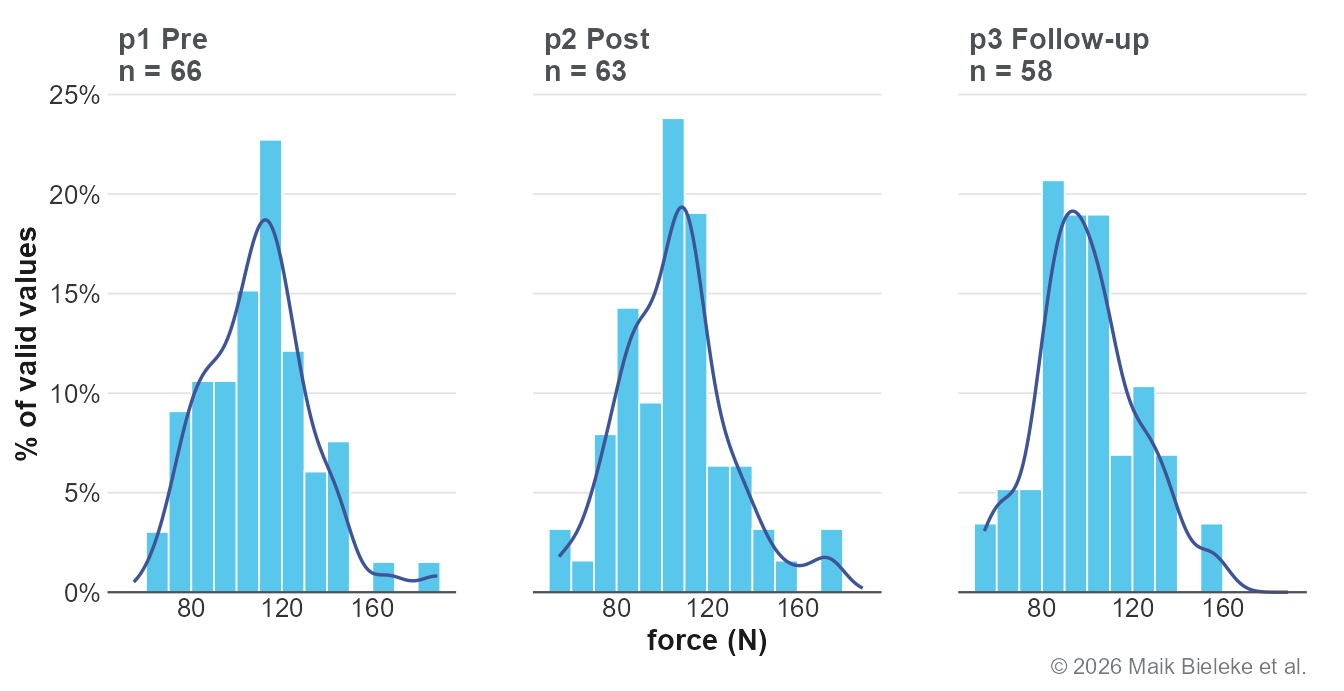 p1 Pre
n = 66
p2 Post
n = 63
p3 Follow-up
n = 58
25%
20%
15%
10%
5%
0%
% of valid values
80 120 160
80 120 160
80 120 160
force (N)
© 2026 Maik Bieleke et al.